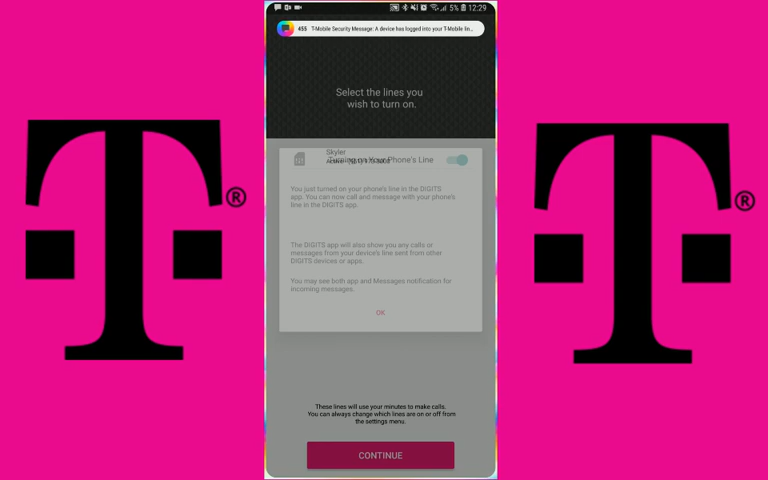 5% 12:29
455 T-Mobile Security Message: A device has logged into your T-Mobile lin...
Select the lines you
wish to turn on.
Skyler
Turning on Your Phone's Line
You just turned on your phone's line in the DIGITS
app. You can now call and message with your phone's
line in the DIGITS app.
The DIGITS app will also show you any calls or
messages from your device's line sent from other
DIGITS devices or apps.
You may see both app and Messages notification for
incoming messages.
OK
These lines will use your minutes to make calls.
You can always change which lines are on or off from
the settings menu.
CONTINUE
T ®
T ®